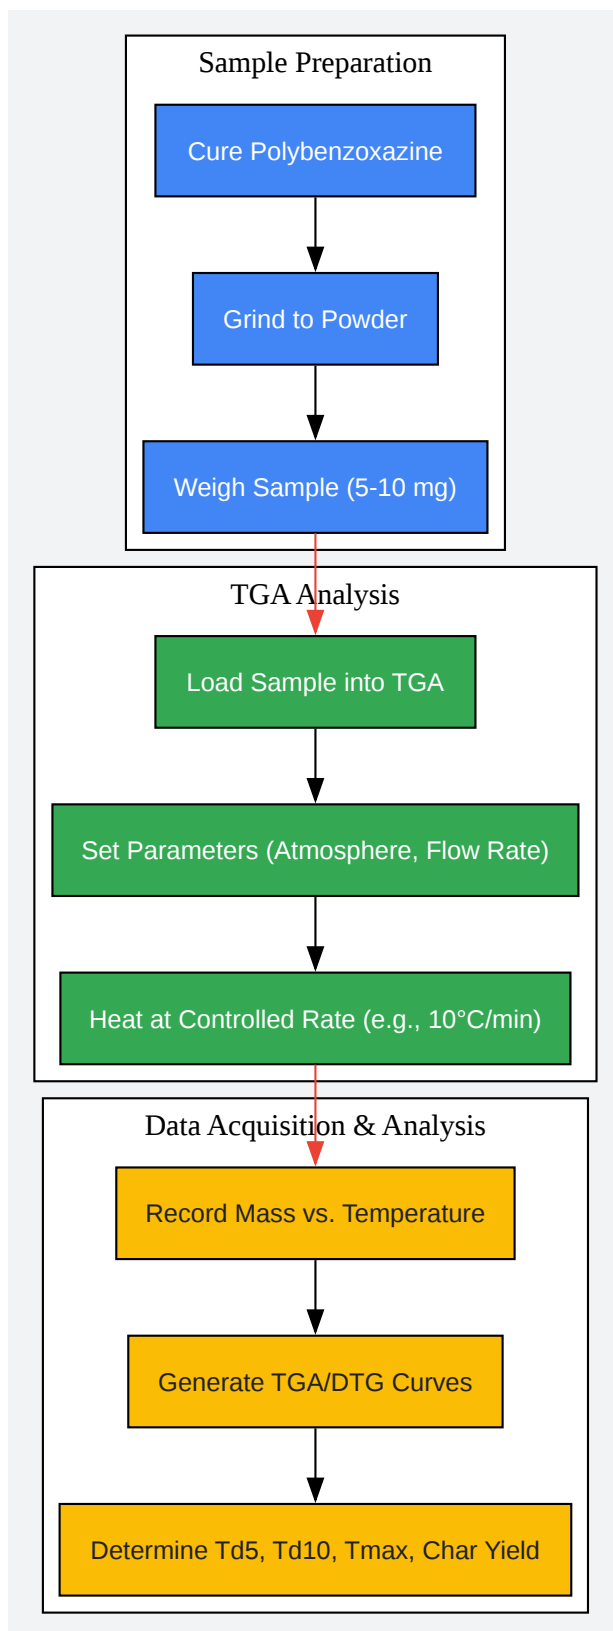 Sample Preparation
Cure Polybenzoxazine
Grind to Powder
Weigh Sample (5-10 mg)
TGA Analysis
Load Sample into TGA
Set Parameters (Atmosphere, Flow Rate)
Heat at Controlled Rate (e.g., 10°C/min)
Data Acquisition & Analysis
Record Mass vs. Temperature
Generate TGA/DTG Curves
Determine Td5, Td10, Tmax, Char Yield